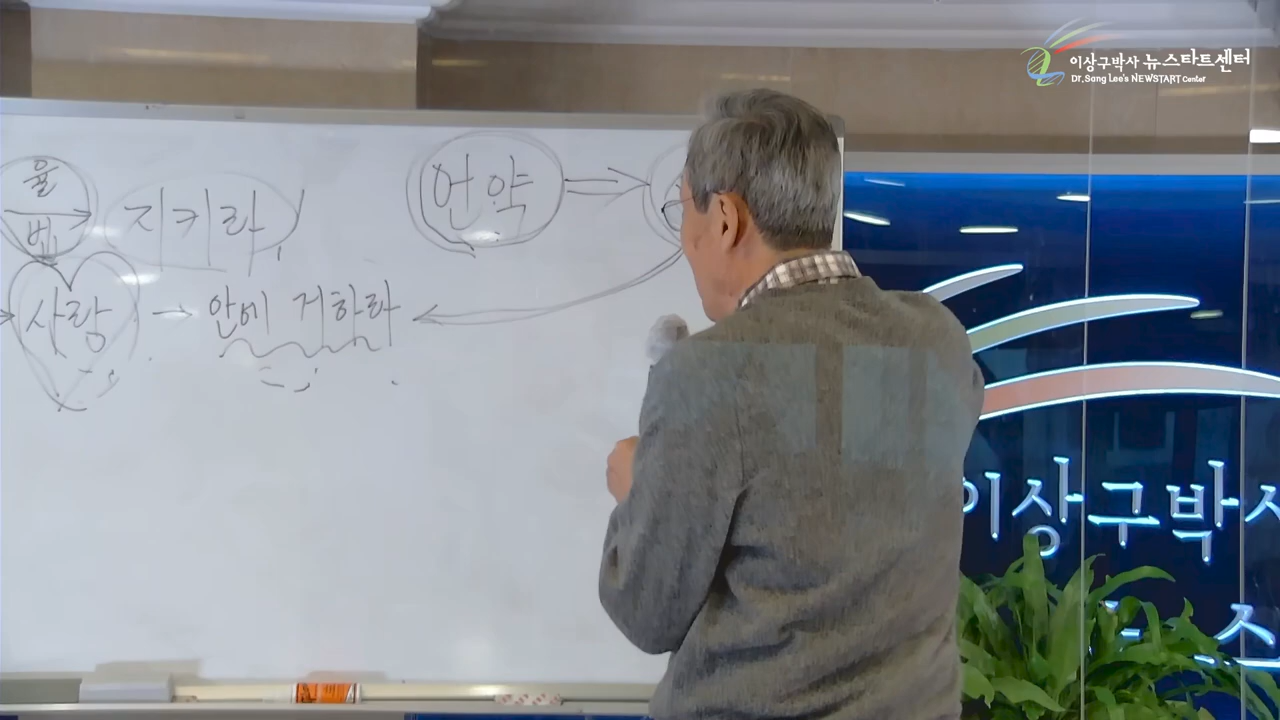 이상구박사 뉴스타트센터
Dr. Sang Lee's NEWSTART Center
율법 지키라!
언약
사랑 → 안에 거하라
이상구박사